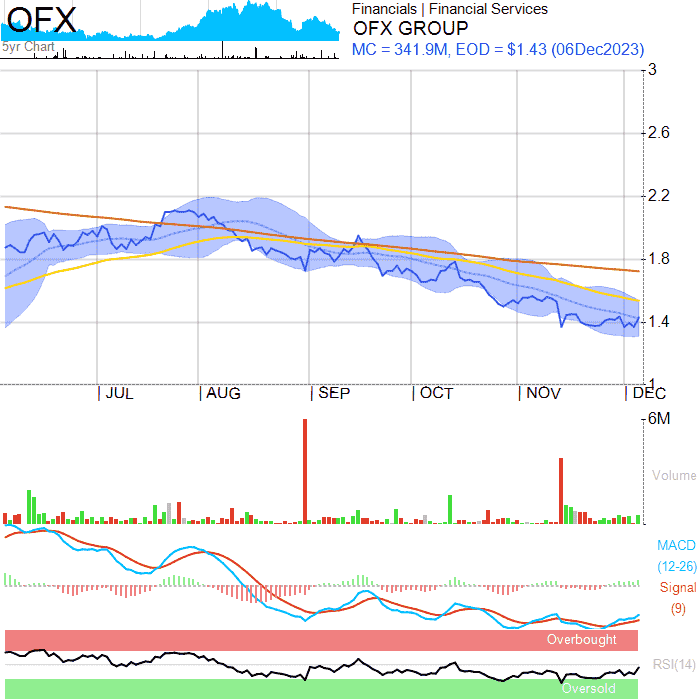 OFX
5yr Chart
Financials | Financial Services
OFX GROUP
MC = 341.9M, EOD = $1.43 (06Dec2023)
3
2.6
2.2
1.8
1.4
1
JUL
AUG
SEP
OCT
NOV
DEC
6M
Volume
MACD
(12-26)
Signal
(9)
Overbought
RSI(14)
Oversold